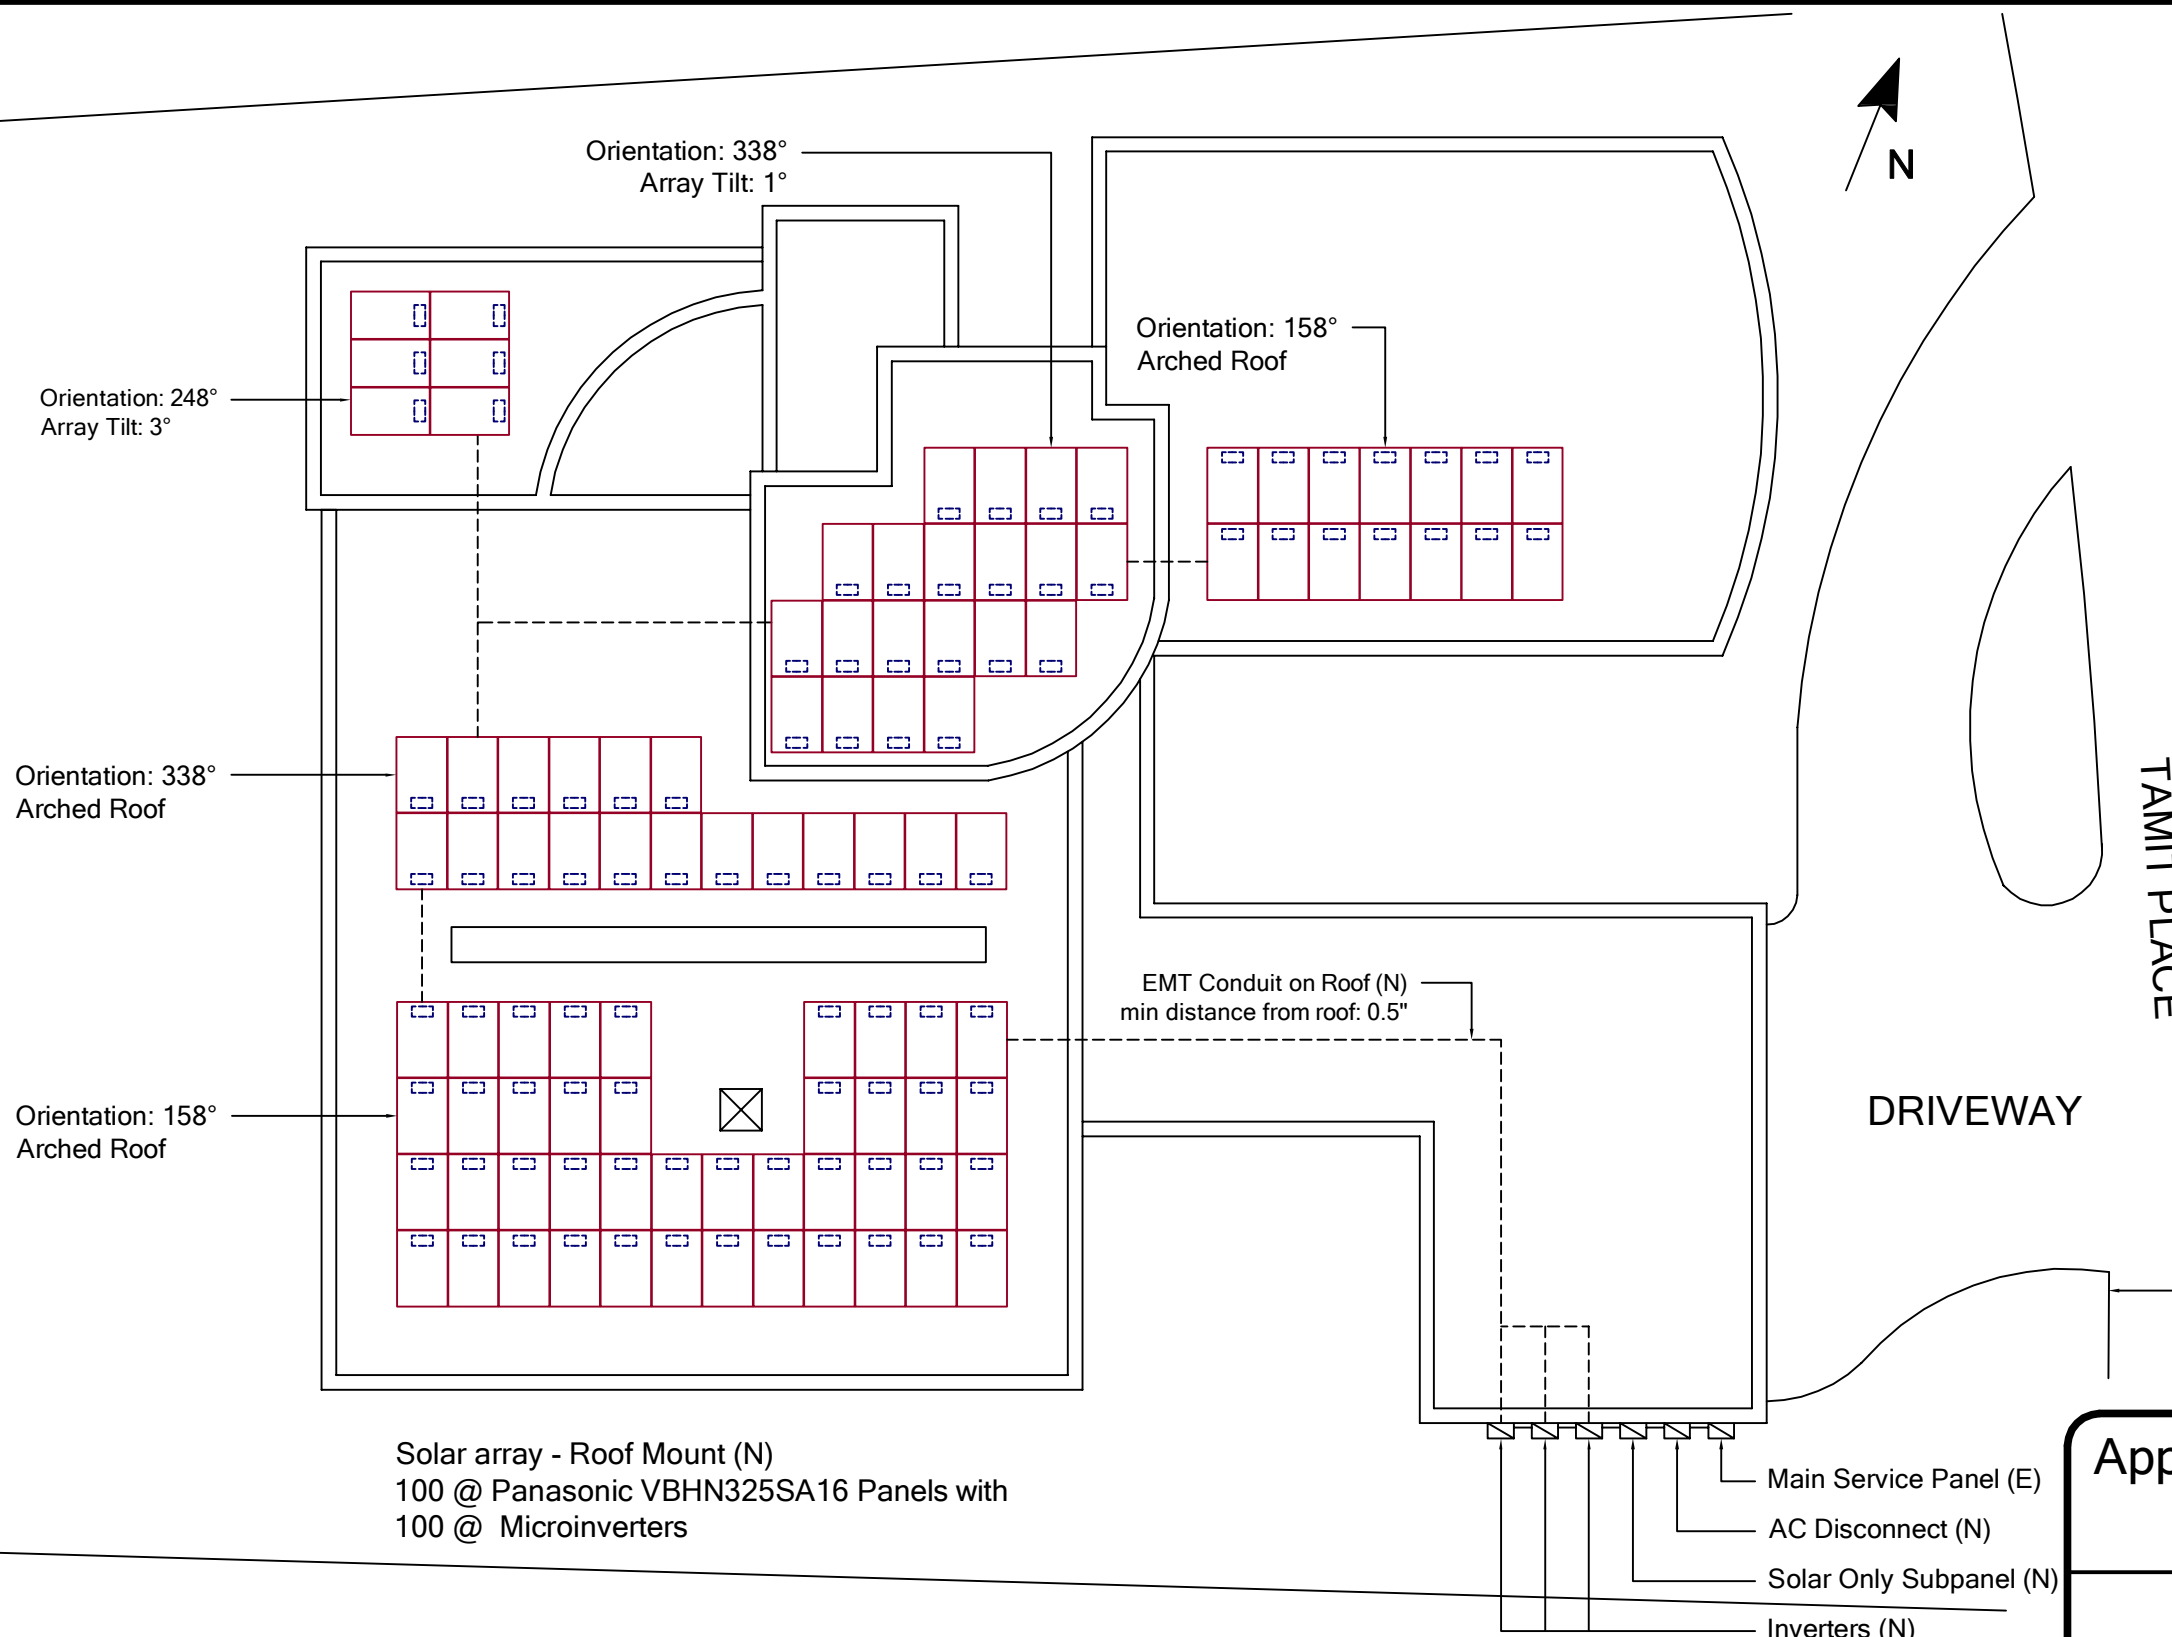 N
Orientation: 338°
Array Tilt: 1°
Orientation: 158°
Arched Roof
Orientation: 248°
Array Tilt: 3°
Orientation: 338°
Arched Roof
TAMIT PLACE
EMT Conduit on Roof (N)
min distance from roof: 0.5"
Orientation: 158°
Arched Roof
DRIVEWAY
Solar array - Roof Mount (N)
100 @ Panasonic VBHN325SA16 Panels with
100 @ Microinverters
Main Service Panel (E)
AC Disconnect (N)
Solar Only Subpanel (N)
Inverters (N)